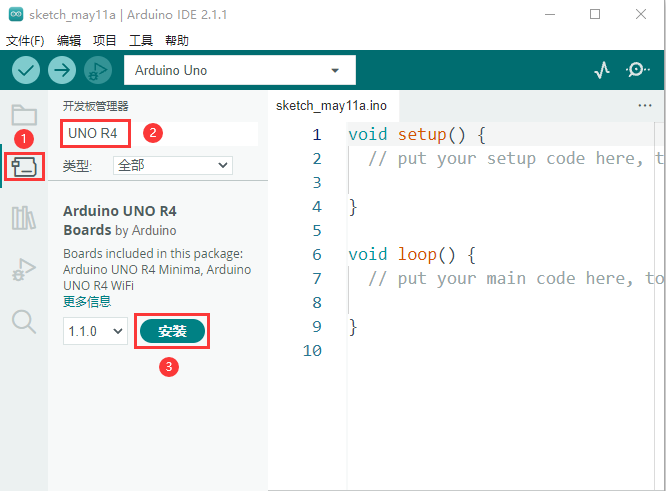 sketch_may11a | Arduino IDE 2.1.1
文件(F) 编辑 项目 工具 帮助
Arduino Uno
开发板管理器
1
UNO R4
2
类型:
全部
Arduino UNO R4
Boards by Arduino
Boards included in this package:
Arduino UNO R4 Minima, Arduino
UNO R4 WiFi
更多信息
1.1.0
安装
3
sketch_may11a.ino
1 void setup() {
2 // put your setup code here, t
3
4 }
5
6 void loop() {
7 // put your main code here, to
8
9 }
10